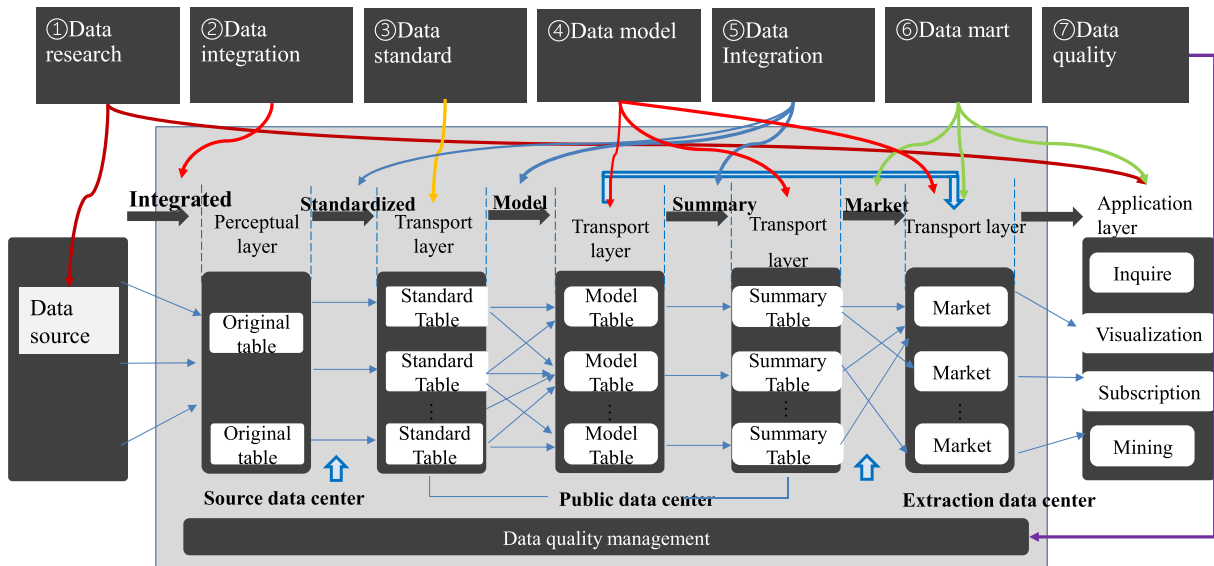 ①Data
research
②Data
integration
③Data
standard
④Data model
⑤Data
Integration
⑥Data mart
⑦Data
quality
Integrated
Standardized
Model
Summary
Market
Perceptual
layer
Transport
layer
Transport
layer
Transport
layer
Transport layer
Application
layer
Data
source
Original
table
Original
table
Standard
Table
Standard
Table
⋮
Standard
Table
Model
Table
Model
Table
⋮
Model
Table
Summary
Table
Summary
Table
⋮
Summary
Table
Market
Market
⋮
Market
Inquire
Visualization
Subscription
Mining
Source data center
Public data center
Extraction data center
Data quality management